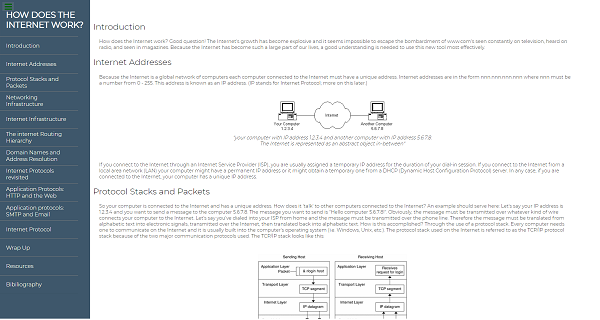 HOW DOES THE
INTERNET WORK?
Introduction
Internet Addresses
Protocol Stacks and
Packets
Networking
Infrastructure
Internet Infrastructure
The internet Routing
Hierarchy
Domain Names and
Address Resolution
Internet Protocols
revisited
Application Protocols:
HTTP and the Web
Application protocols:
SMTP and Email
Internet Protocol
Wrap Up
Resources
Bibliography
Introduction
How does the Internet work? Good question! The Internet's growth has become explosive and it seems impossible to escape the bombardment of www.com's seen constantly on television, heard on
radio, and seen in magazines. Because the Internet has become such a large part of our lives, a good understanding is needed to use this new tool most effectively.
Internet Addresses
Because the Internet is a global network of computers each computer connected to the Internet must have a unique address. Internet addresses are in the form nnn.nnn.nnn.nnn where nnn must be
a number from 0 - 255. This address is known as an IP address. (IP stands for Internet Protocol; more on this later.)
Internet
Your Computer
1.2.3.4
Another Computer
5.6.7.8
"your computer with IP address 1.2.3.4 and another computer with IP address 5.6.7.8.
The Internet is represented as an abstract object in-between"
If you connect to the Internet through an Internet Service Provider (ISP), you are usually assigned a temporary IP address for the duration of your dial-in session. If you connect to the Internet from a
local area network (LAN) your computer might have a permanent IP address or it might obtain a temporary one from a DHCP (Dynamic Host Configuration Protocol) server. In any case, if you are
connected to the Internet, your computer has a unique IP address.
Protocol Stacks and Packets
So your computer is connected to the Internet and has a unique address. How does it 'talk' to other computers connected to the Internet? An example should serve here: Let's say your IP address is
1.2.3.4 and you want to send a message to the computer 5.6.7.8. The message you want to send is "Hello computer 5.6.7.8!". Obviously, the message must be transmitted over whatever kind of wire
connects your computer to the Internet. Let's say you've dialed into your ISP from home and the message must be transmitted over the phone line. Therefore the message must be translated from
alphabetic text into electronic signals, transmitted over the Internet, then translated back into alphabetic text. How is this accomplished? Through the use of a protocol stack. Every computer needs
one to communicate on the Internet and it is usually built into the computer's operating system (i.e. Windows, Unix, etc.). The protocol stack used on the Internet is referred to as the TCP/IP protocol
stack because of the two major communication protocols used. The TCP/IP stack looks like this:
Sending Host
Receiving Host
Application Layer
Packet
A rlogin host
Application Layer
Receives
request for login
Transport Layer
TCP segment
Transport Layer
TCP segment
Internet Layer
IP datagram
Internet Layer
IP datagram